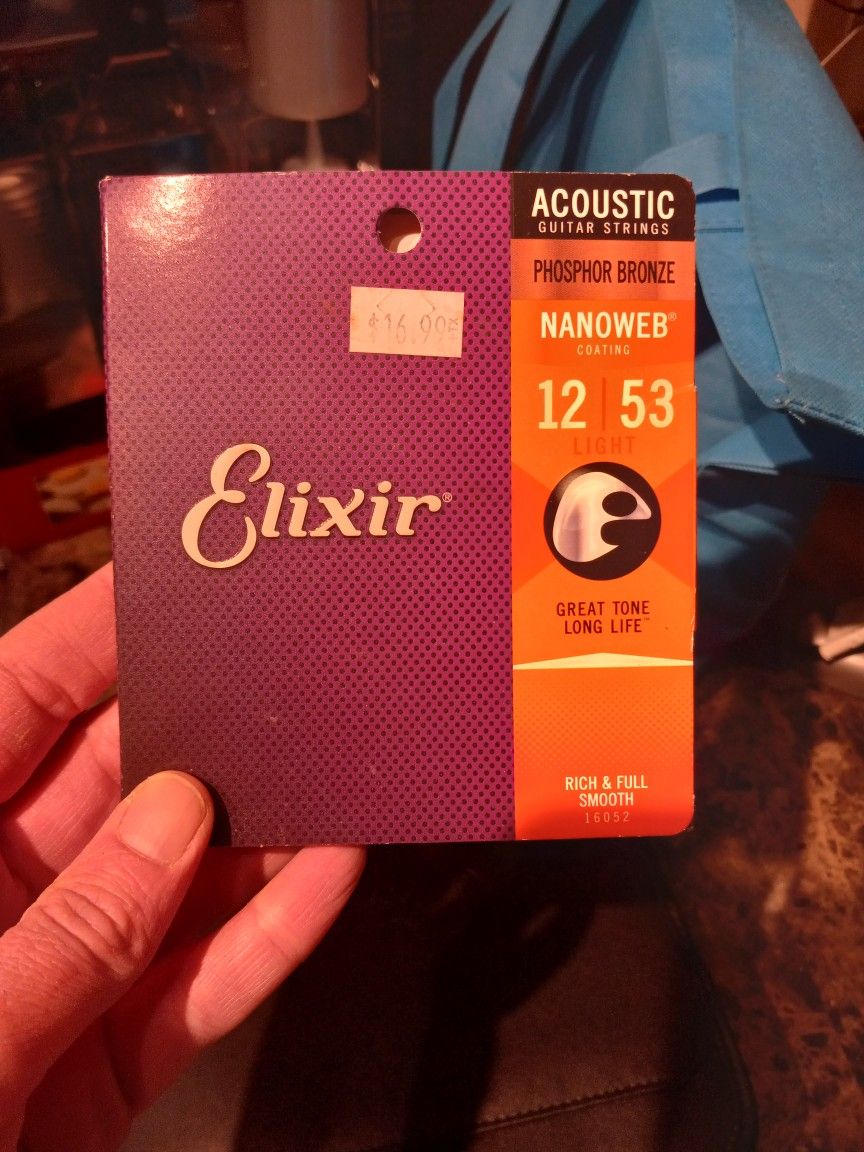 ACOUSTIC
GUITAR STRINGS
PHOSPHOR BRONZE
$16.99
NANOWEB®
COATING
12 | 53
LIGHT
Elixir®
GREAT TONE
LONG LIFE™
RICH & FULL
SMOOTH
16052